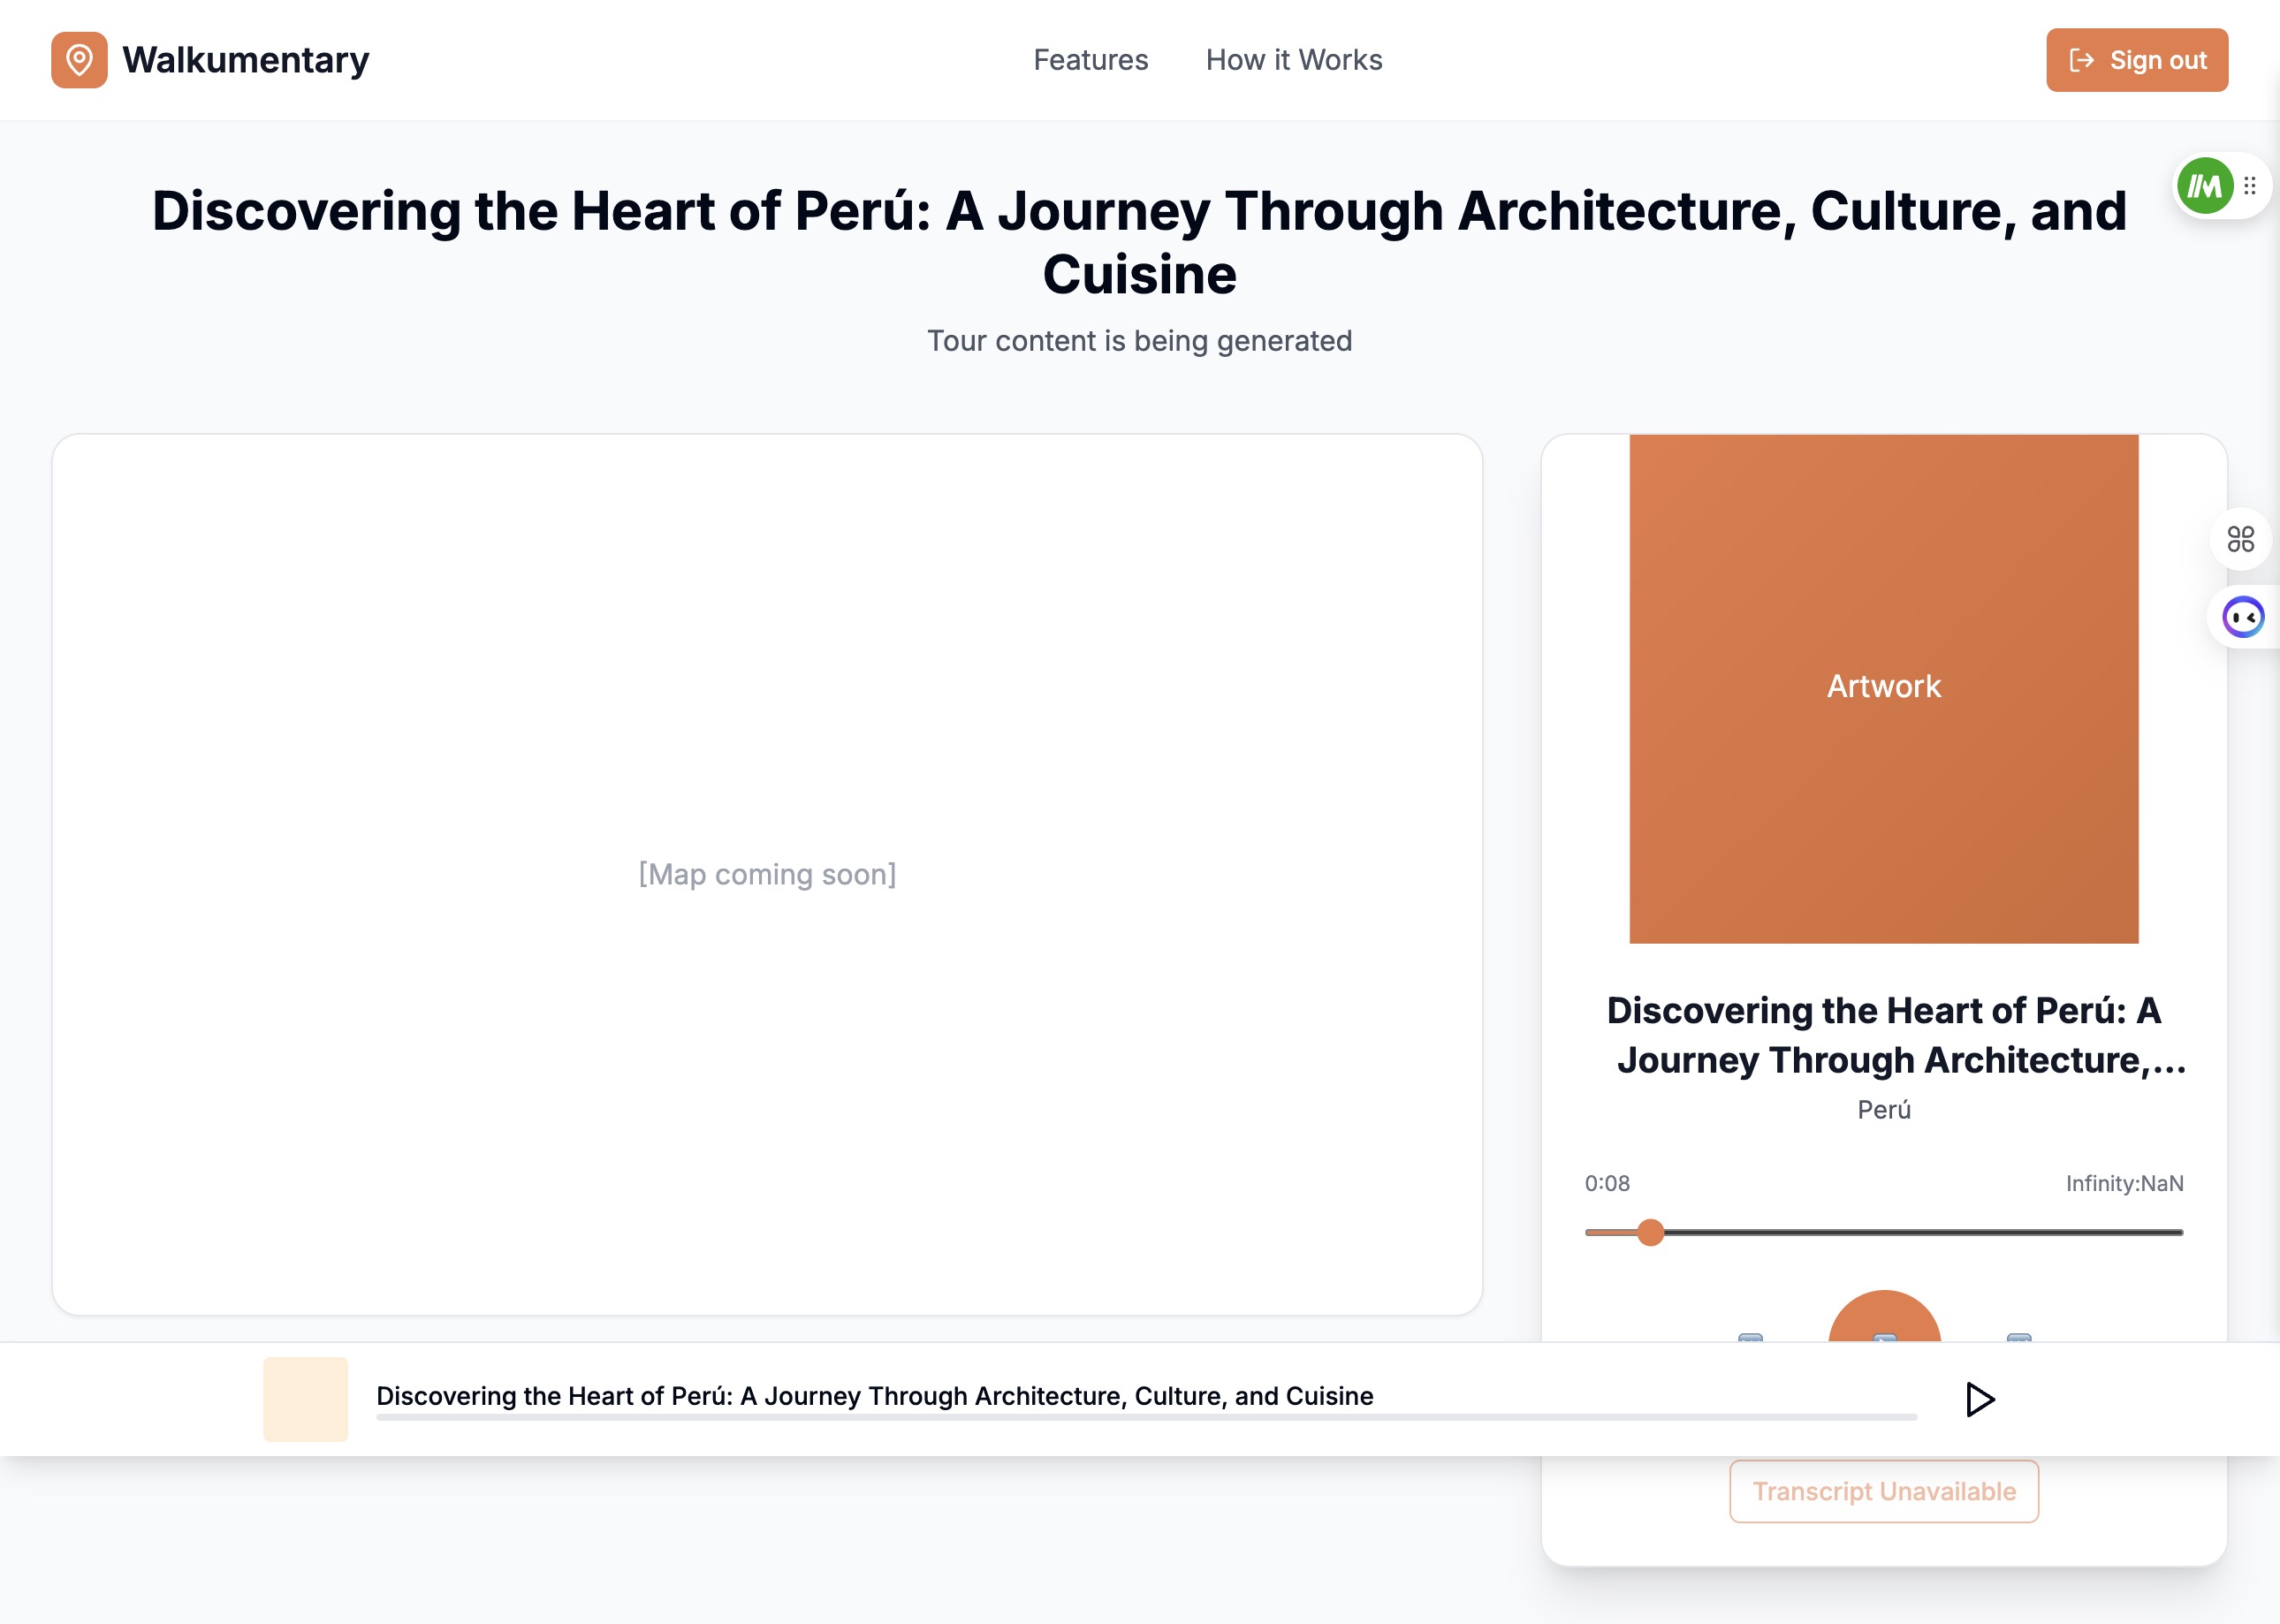 Walkumentary
Features
How it Works
Sign out
Discovering the Heart of Perú: A Journey Through Architecture, Culture, and
Cuisine
Tour content is being generated
[Map coming soon]
Artwork
Discovering the Heart of Perú: A
Journey Through Architecture,...
Perú
0:08
Infinity:NaN
Discovering the Heart of Perú: A Journey Through Architecture, Culture, and Cuisine
Transcript Unavailable